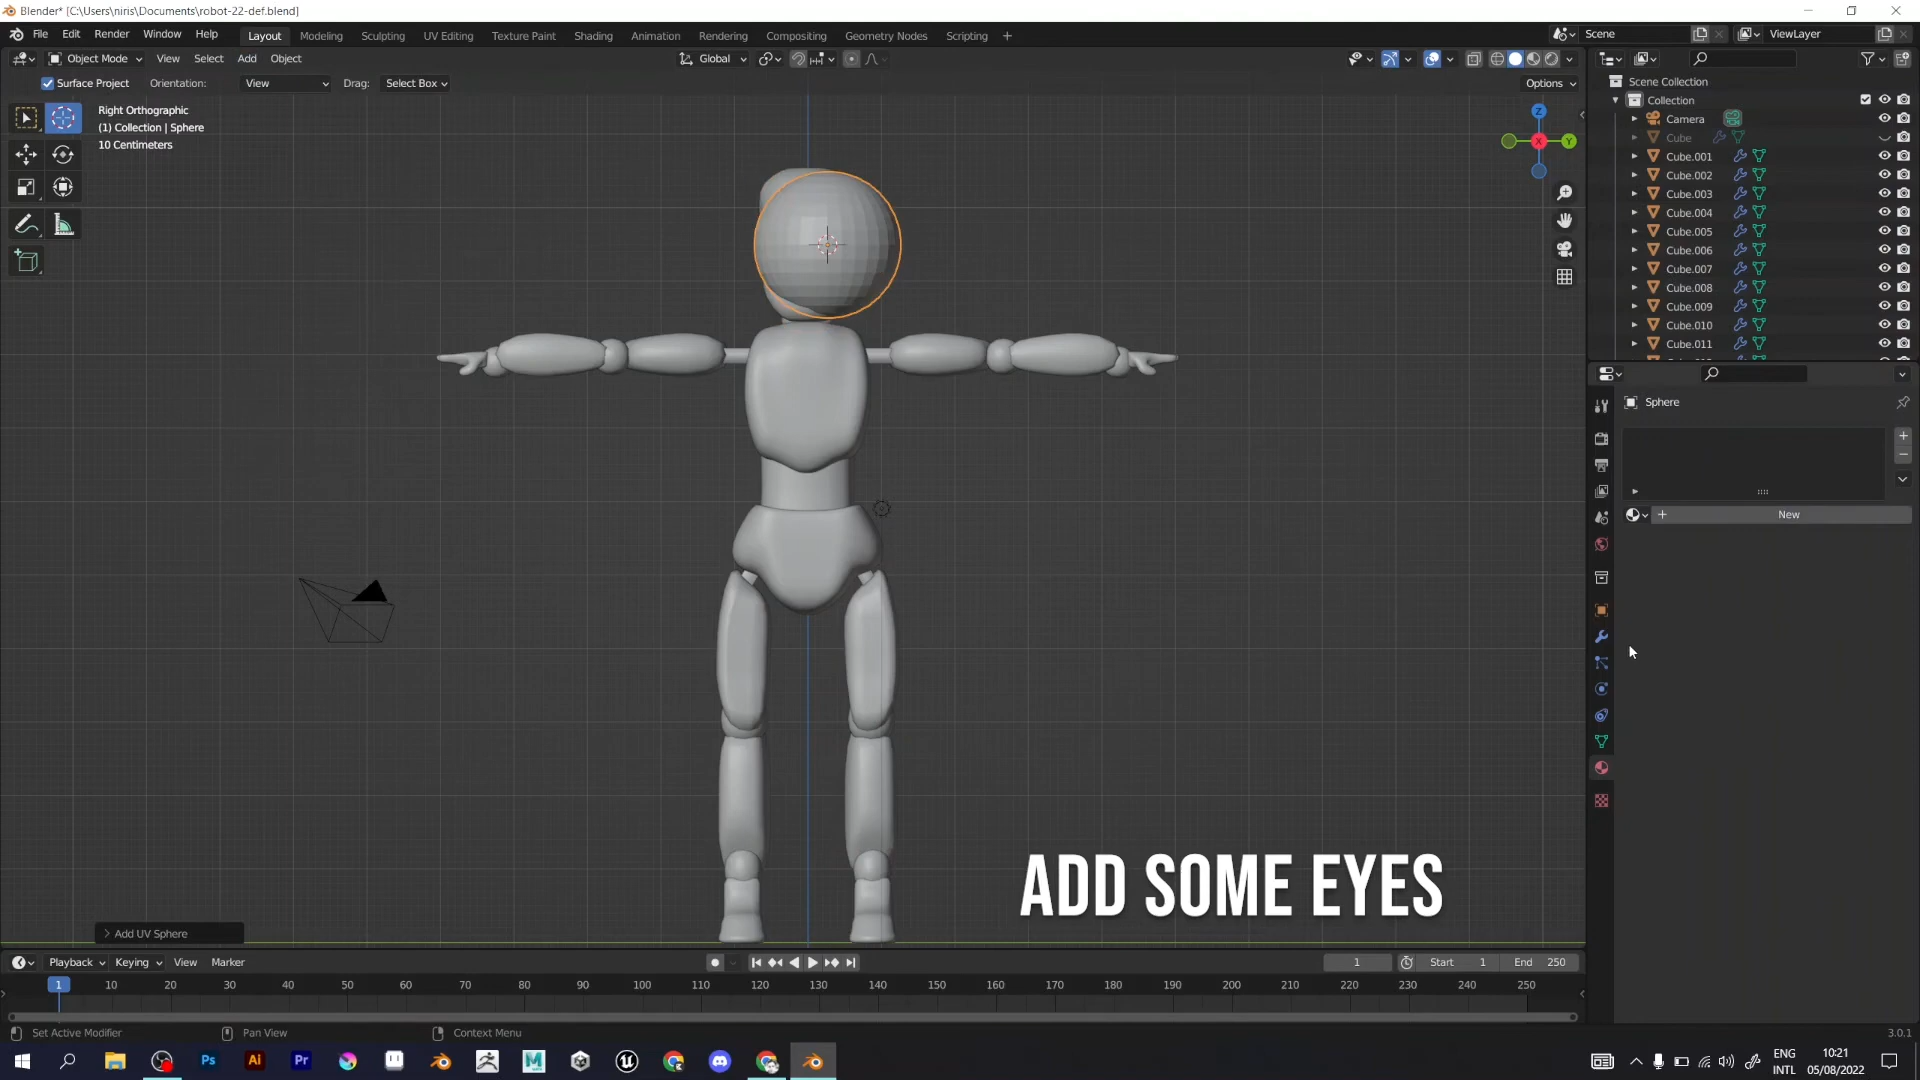 Blender* [C:\Users\niris\Documents\robot-22-def.blend]
File Edit Render Window Help Layout Modeling Sculpting UV Editing Texture Paint Shading Animation Rendering Compositing Geometry Nodes Scripting + Scene ViewLayer
Object Mode View Select Add Object Global
Surface Project Orientation: View Drag: Select Box Options
Right Orthographic
(1) Collection | Sphere
10 Centimeters
Z
X
Y
Scene Collection
Collection
Camera
Cube
Cube.001
Cube.002
Cube.003
Cube.004
Cube.005
Cube.006
Cube.007
Cube.008
Cube.009
Cube.010
Cube.011
Sphere
+ New
ADD SOME EYES
Add UV Sphere
Playback Keying View Marker 1 Start 1 End 250
1 10 20 30 40 50 60 70 80 90 100 110 120 130 140 150 160 170 180 190 200 210 220 230 240 250
Set Active Modifier Pan View Context Menu 3.0.1
Ps Ai Pr M
ENG 10:21
INTL 05/08/2022